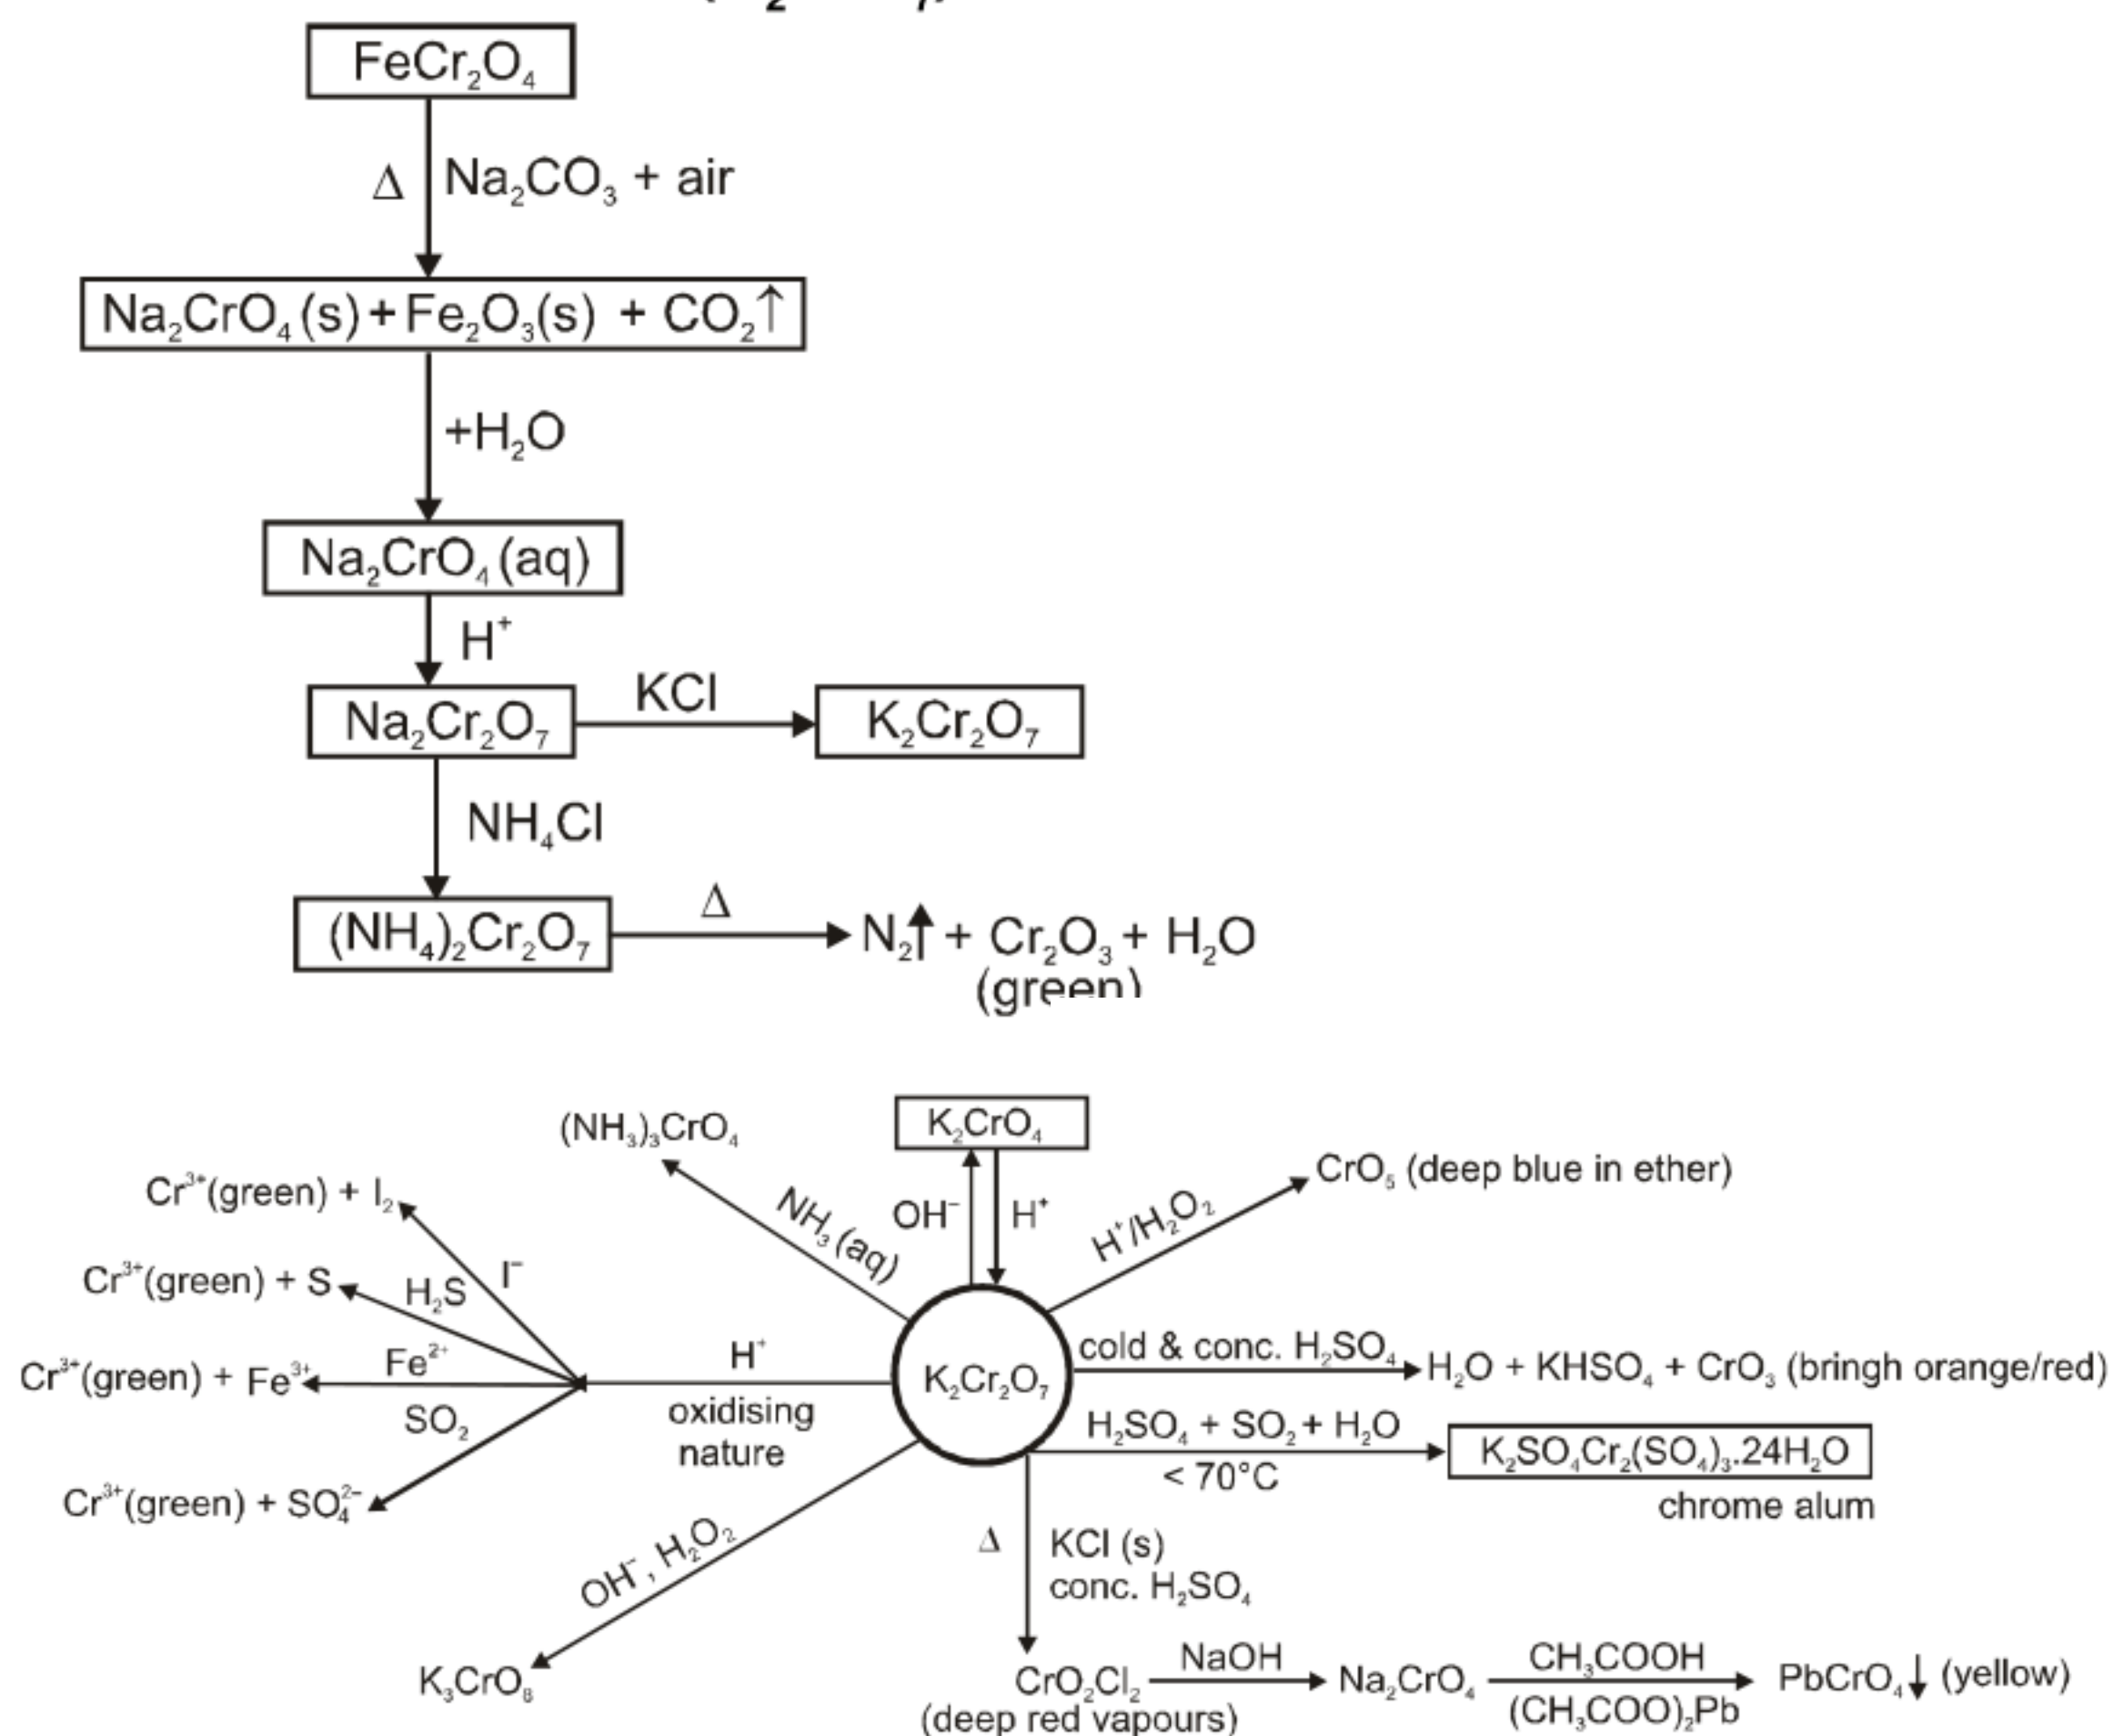 FeCr₂O₄
Δ Na₂CO₃ + air
Na₂CrO₄ (s) + Fe₂O₃(s) + CO₂↑
+H₂O
Na₂CrO₄ (aq)
H⁺
Na₂Cr₂O₇ KCl K₂Cr₂O₇
NH₄Cl
(NH₄)₂Cr₂O₇ Δ N₂↑ + Cr₂O₃ + H₂O
(green)
(NH₃)₃CrO₄
K₂CrO₄
Cr³⁺(green) + I₂
I⁻
NH₃ (aq)
OH⁻ H⁺
H⁺/H₂O₂
CrO₅ (deep blue in ether)
Cr³⁺(green) + S
H₂S
Cr³⁺(green) + Fe³⁺
Fe²⁺
H⁺
oxidising
nature
K₂Cr₂O₇
cold & conc. H₂SO₄
H₂O + KHSO₄ + CrO₃ (bringh orange/red)
SO₂
Cr³⁺(green) + SO₄²⁻
H₂SO₄ + SO₂ + H₂O
< 70°C
K₂SO₄Cr₂(SO₄)₃.24H₂O
chrome alum
OH⁻, H₂O₂
K₃CrO₈
Δ KCl (s)
conc. H₂SO₄
CrO₂Cl₂ NaOH Na₂CrO₄ CH₃COOH PbCrO₄↓ (yellow)
(deep red vapours) (CH₃COO)₂Pb